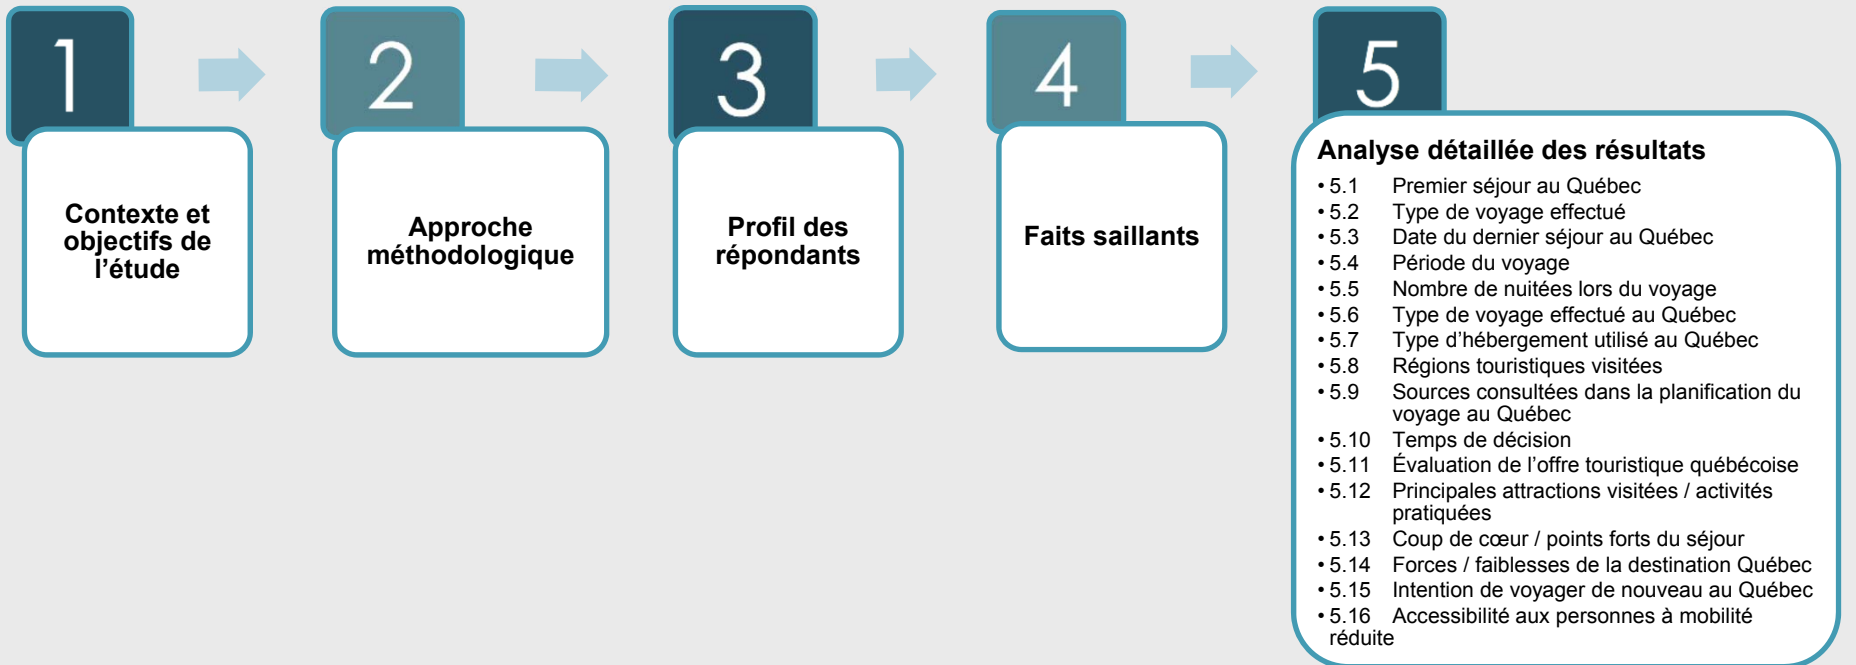 1
Contexte et
objectifs de
l'étude
2
Approche
méthodologique
3
Profil des
répondants
4
Faits saillants
5
Analyse détaillée des résultats
• 5.1 Premier séjour au Québec
• 5.2 Type de voyage effectué
• 5.3 Date du dernier séjour au Québec
• 5.4 Période du voyage
• 5.5 Nombre de nuitées lors du voyage
• 5.6 Type de voyage effectué au Québec
• 5.7 Type d'hébergement utilisé au Québec
• 5.8 Régions touristiques visitées
• 5.9 Sources consultées dans la planification du
voyage au Québec
• 5.10 Temps de décision
• 5.11 Évaluation de l'offre touristique québécoise
• 5.12 Principales attractions visitées / activités
pratiquées
• 5.13 Coup de cœur / points forts du séjour
• 5.14 Forces / faiblesses de la destination Québec
• 5.15 Intention de voyager de nouveau au Québec
• 5.16 Accessibilité aux personnes à mobilité
réduite